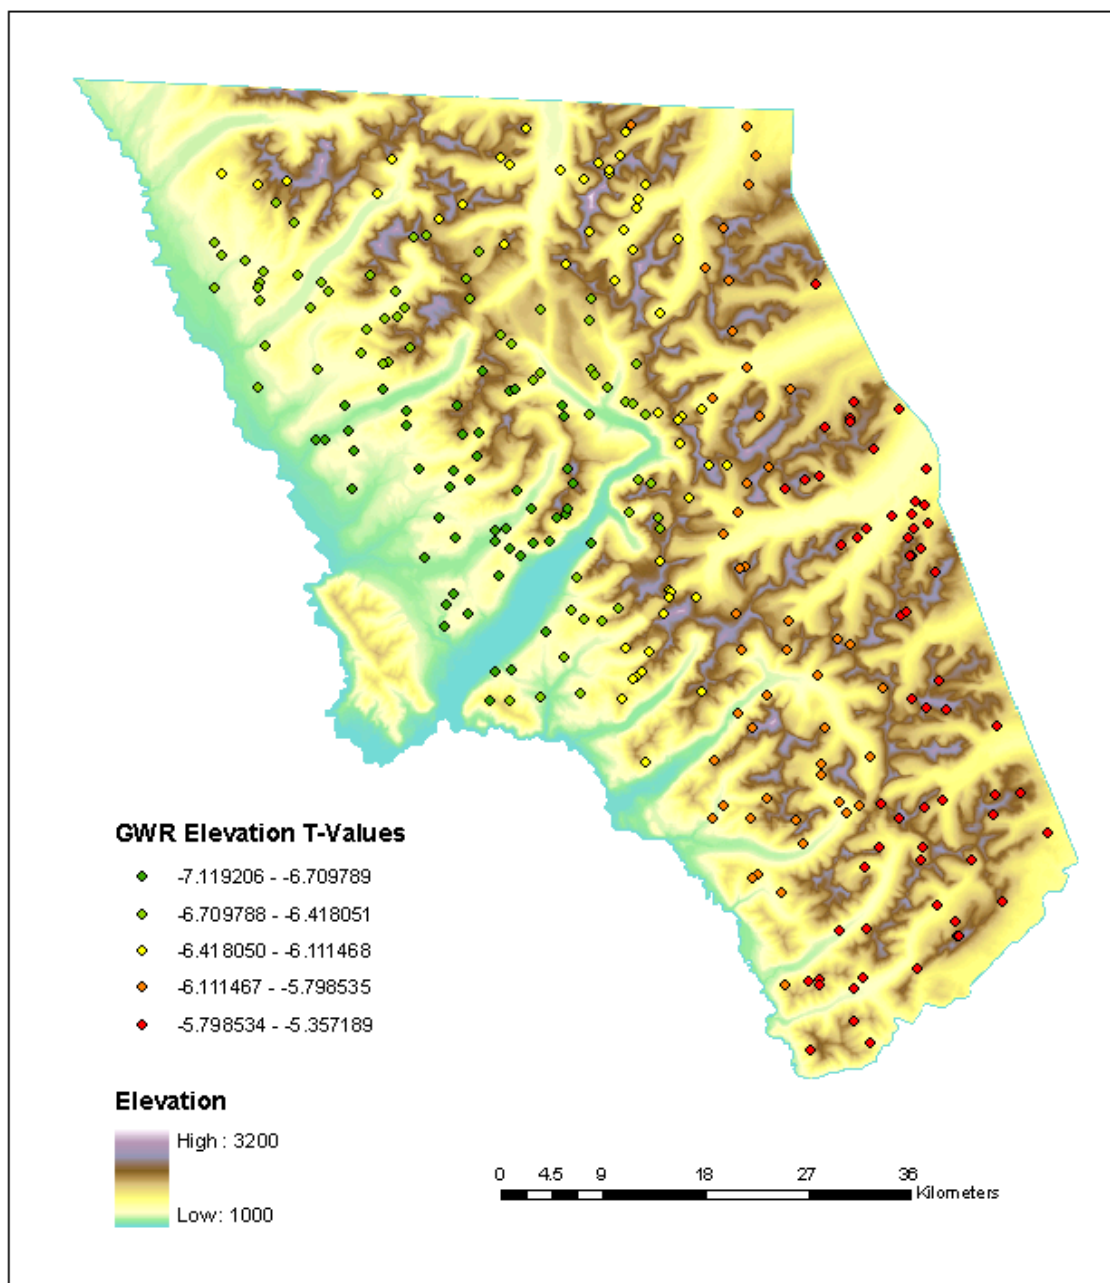 GWR Elevation T-Values
-7.119206 - -6.709789
-6.709788 - -6.418051
-6.418050 - -6.111468
-6.111467 - -5.798535
-5.798534 - -5.357189
Elevation
High : 3200
Low: 1000
0 4.5 9 18 27 36
Kilometers